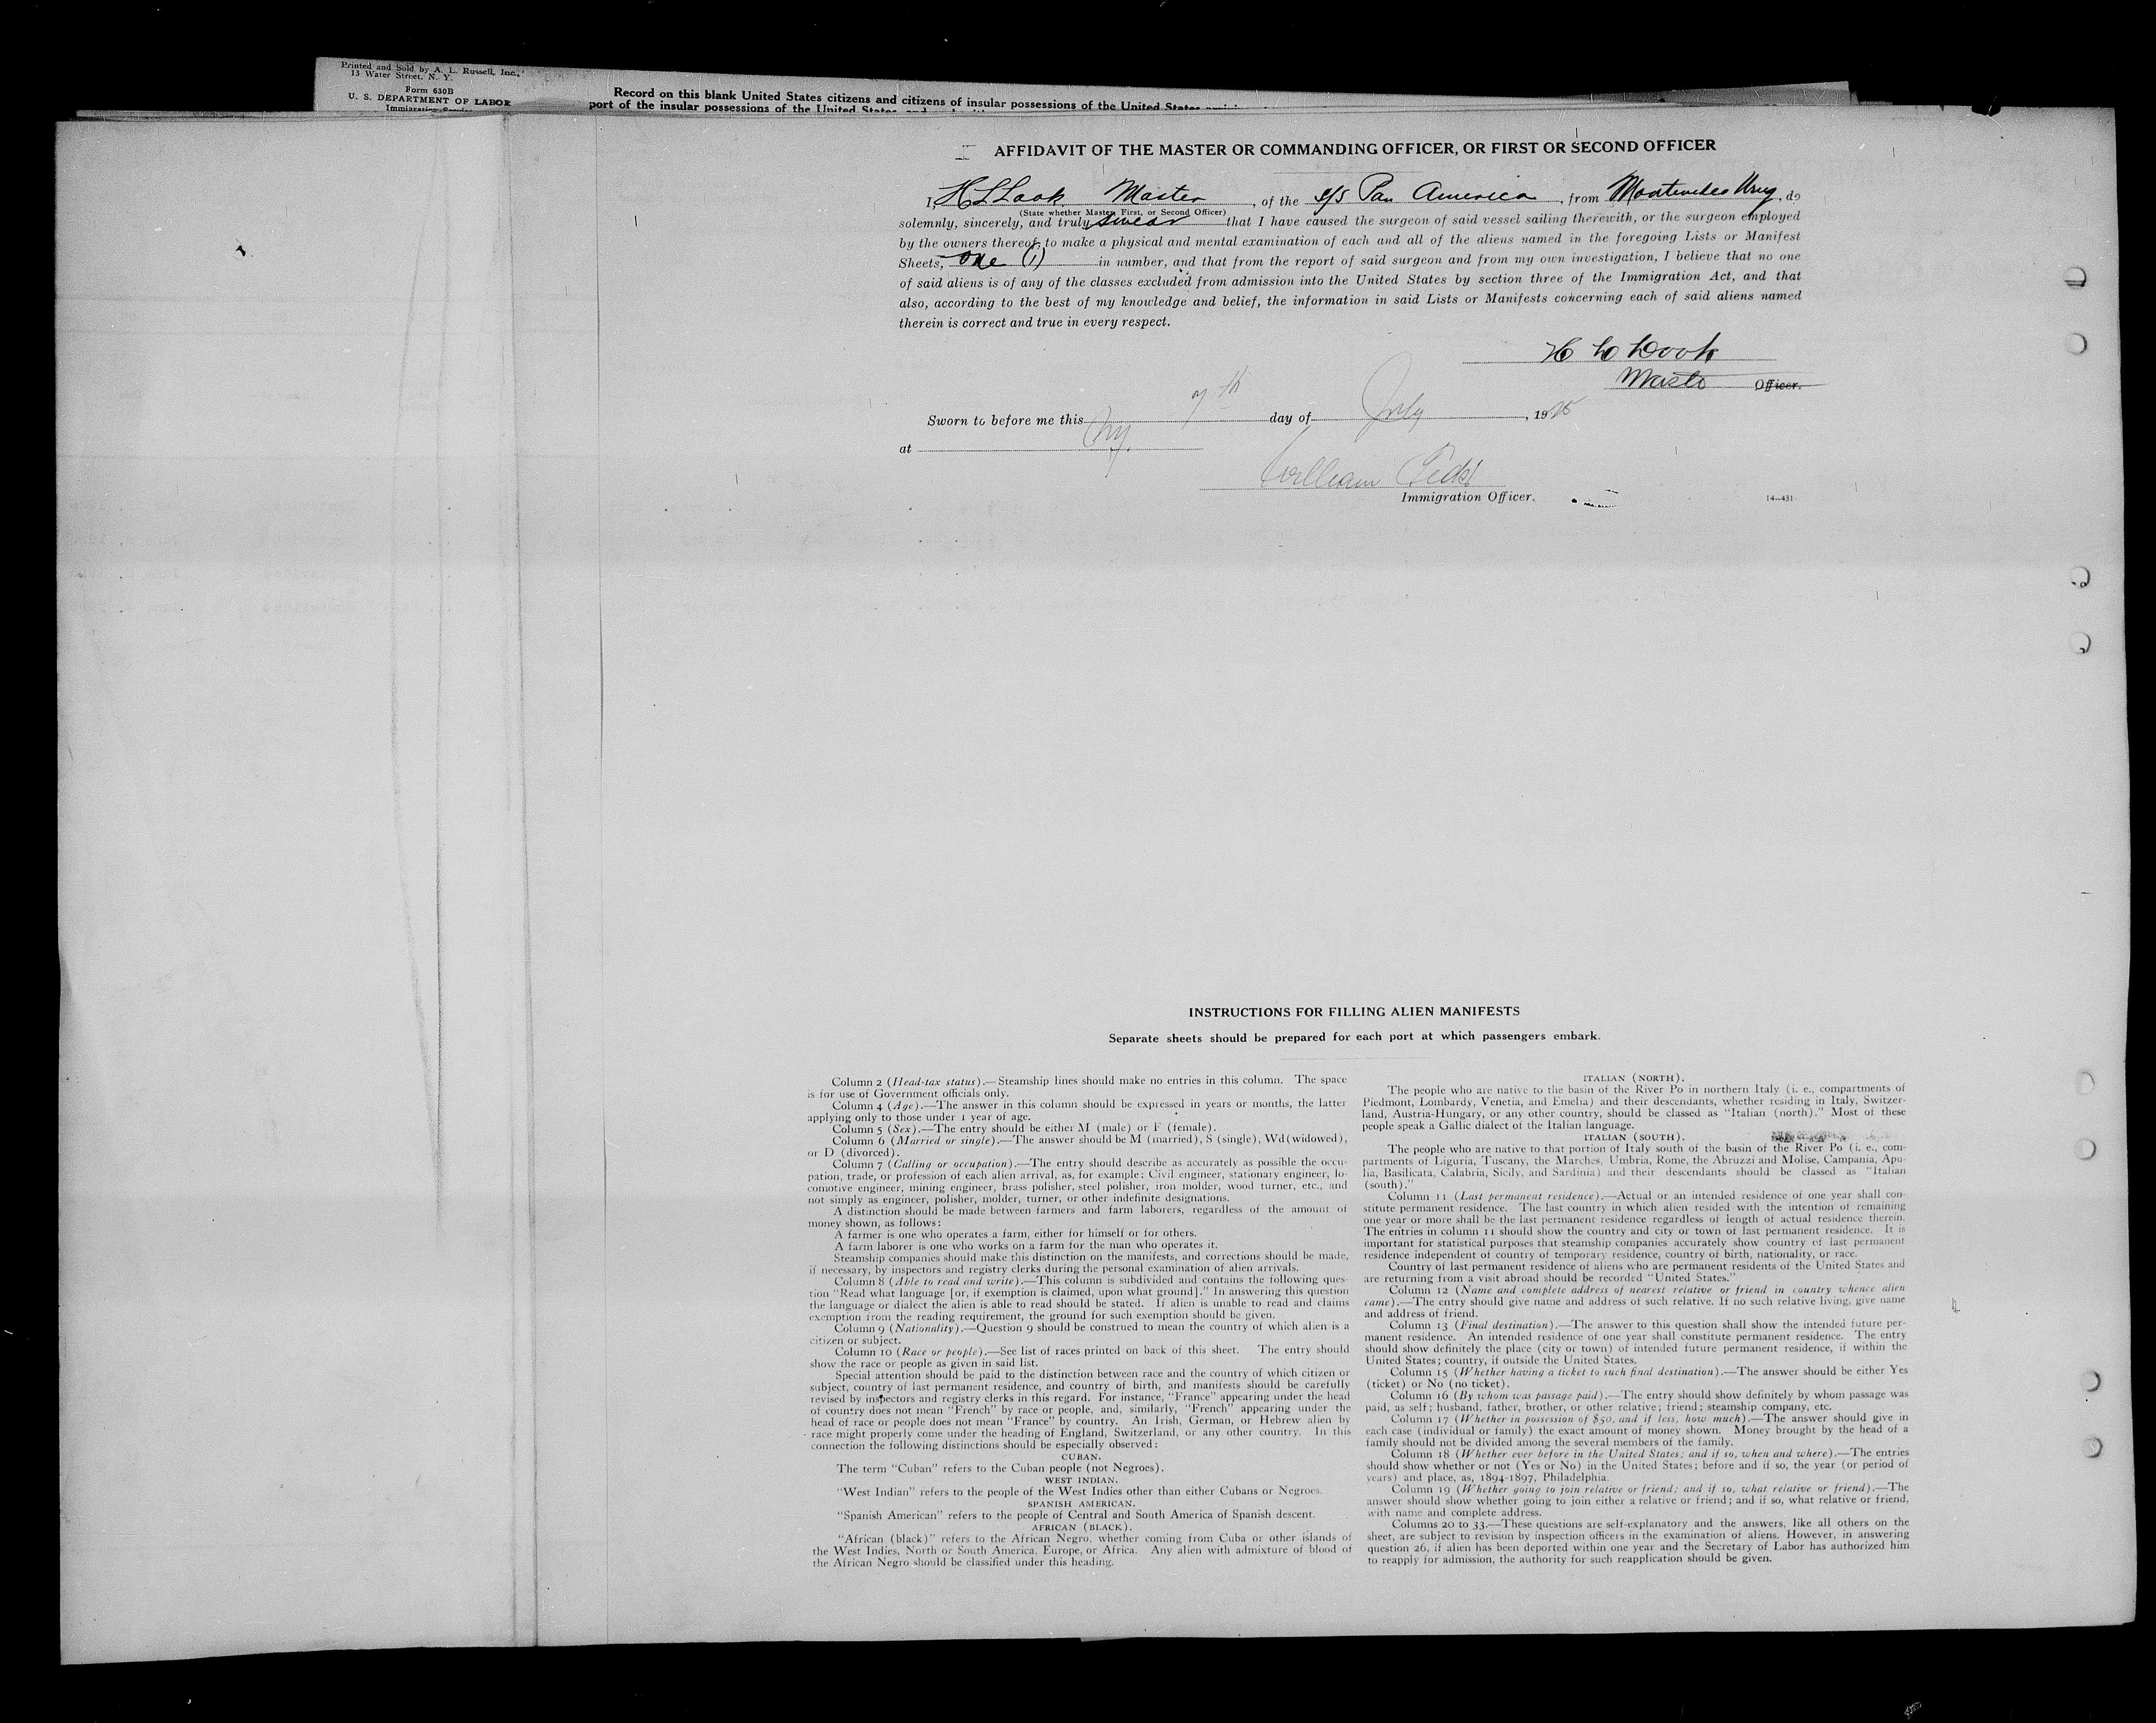 Printed and Sold by A. L. Russell, Inc.,
13 Water Street, N. Y.
Form 630B
U. S. DEPARTMENT OF LABOR
Immigration Service
Record on this blank United States citizens and citizens of insular possessions of the United States
port of the insular possessions of the United States
AFFIDAVIT OF THE MASTER OR COMMANDING OFFICER, OR FIRST OR SECOND OFFICER
I, H L Look Master, of the S/S Pan America, from Montevideo Urug, do
(State whether Master, First, or Second Officer)
solemnly, sincerely, and truly swear that I have caused the surgeon of said vessel sailing therewith, or the surgeon employed
by the owners thereof, to make a physical and mental examination of each and all of the aliens named in the foregoing Lists or Manifest
Sheets, one (1) in number, and that from the report of said surgeon and from my own investigation, I believe that no one
of said aliens is of any of the classes excluded from admission into the United States by section three of the Immigration Act, and that
also, according to the best of my knowledge and belief, the information in said Lists or Manifests concerning each of said aliens named
therein is correct and true in every respect.
Officer.
Sworn to before me this 7th day of July, 19
at N.Y.
William
Immigration Officer.
14-431
INSTRUCTIONS FOR FILLING ALIEN MANIFESTS
Separate sheets should be prepared for each port at which passengers embark.
Column 2 (Head-tax status).—Steamship lines should make no entries in this column. The space
is for use of Government officials only.
Column 4 (Age).—The answer in this column should be expressed in years or months, the latter
applying only to those under 1 year of age.
Column 5 (Sex).—The entry should be either M (male) or F (female).
Column 6 (Married or single).—The answer should be M (married), S (single), Wd(widowed),
or D (divorced).
Column 7 (Calling or occupation).—The entry should describe as accurately as possible the occu-
pation, trade, or profession of each alien arrival, as, for example: Civil engineer, stationary engineer, lo-
comotive engineer, mining engineer, brass polisher, steel polisher, iron molder, wood turner, etc., and
not simply as engineer, polisher, molder, turner, or other indefinite designations.
A distinction should be made between farmers and farm laborers, regardless of the amount of
money shown, as follows:
A farmer is one who operates a farm, either for himself or for others.
A farm laborer is one who works on a farm for the man who operates it.
Steamship companies should make this distinction on the manifests, and corrections should be made,
if necessary, by inspectors and registry clerks during the personal examination of alien arrivals.
Column 8 (Able to read and write).—This column is subdivided and contains the following ques-
tion "Read what language [or, if exemption is claimed, upon what ground]." In answering this question
the language or dialect the alien is able to read should be stated. If alien is unable to read and claims
exemption from the reading requirement, the ground for such exemption should be given.
Column 9 (Nationality).—Question 9 should be construed to mean the country of which alien is a
citizen or subject.
Column 10 (Race or people).—See list of races printed on back of this sheet. The entry should
show the race or people as given in said list.
Special attention should be paid to the distinction between race and the country of which citizen or
subject, country of last permanent residence, and country of birth, and manifests should be carefully
revised by inspectors and registry clerks in this regard. For instance, "France" appearing under the head
of country does not mean "French" by race or people, and, similarly, "French" appearing under the
head of race or people does not mean "France" by country. An Irish, German, or Hebrew alien by
race might properly come under the heading of England, Switzerland, or any other country. In this
connection the following distinctions should be especially observed:
CUBAN.
The term "Cuban" refers to the Cuban people (not Negroes).
WEST INDIAN.
"West Indian" refers to the people of the West Indies other than either Cubans or Negroes.
SPANISH AMERICAN.
"Spanish American" refers to the people of Central and South America of Spanish descent.
AFRICAN (BLACK).
"African (black)" refers to the African Negro, whether coming from Cuba or other islands of
the West Indies, North or South America, Europe, or Africa. Any alien with admixture of blood of
the African Negro should be classified under this heading.
ITALIAN (NORTH).
The people who are native to the basin of the River Po in northern Italy (i. e., compartments of
Piedmont, Lombardy, Venetia, and Emelia) and their descendants, whether residing in Italy, Switzer-
land, Austria-Hungary, or any other country, should be classed as "Italian (north)." Most of these
people speak a Gallic dialect of the Italian language.
ITALIAN (SOUTH).
The people who are native to that portion of Italy south of the basin of the River Po (i. e., com-
partments of Liguria, Tuscany, the Marches, Umbria, Rome, the Abruzzi and Molise, Campania, Apu-
lia, Basilicata, Calabria, Sicily, and Sardinia) and their descendants should be classed as "Italian
(south)."
Column 11 (Last permanent residence).—Actual or an intended residence of one year shall con-
stitute permanent residence. The last country in which alien resided with the intention of remaining
one year or more shall be the last permanent residence regardless of length of actual residence therein.
The entries in column 11 should show the country and city or town of last permanent residence. It is
important for statistical purposes that steamship companies accurately show country of last permanent
residence independent of country of temporary residence, country of birth, nationality, or race.
Country of last permanent residence of aliens who are permanent residents of the United States and
are returning from a visit abroad should be recorded "United States."
Column 12 (Name and complete address of nearest relative or friend in country whence alien
came).—The entry should give name and address of such relative. If no such relative living, give name
and address of friend.
Column 13 (Final destination).—The answer to this question shall show the intended future per-
manent residence. An intended residence of one year shall constitute permanent residence. The entry
should show definitely the place (city or town) of intended future permanent residence, if within the
United States; country, if outside the United States.
Column 15 (Whether having a ticket to such final destination).—The answer should be either Yes
(ticket) or No (no ticket).
Column 16 (By whom was passage paid).—The entry should show definitely by whom passage was
paid, as self; husband, father, brother, or other relative; friend; steamship company, etc.
Column 17 (Whether in possession of $50, and if less, how much).—The answer should give in
each case (individual or family) the exact amount of money shown. Money brought by the head of a
family should not be divided among the several members of the family.
Column 18 (Whether ever before in the United States; and if so, when and where).—The entries
should show whether or not (Yes or No) in the United States; before and if so, the year (or period of
years) and place, as, 1894-1897, Philadelphia.
Column 19 (Whether going to join relative or friend; and if so, what relative or friend).—The
answer should show whether going to join either a relative or friend; and if so, what relative or friend,
with name and complete address.
Columns 20 to 33.—These questions are self-explanatory and the answers, like all others on the
sheet, are subject to revision by inspection officers in the examination of aliens. However, in answering
question 26, if alien has been deported within one year and the Secretary of Labor has authorized him
to reapply for admission, the authority for such reapplication should be given.